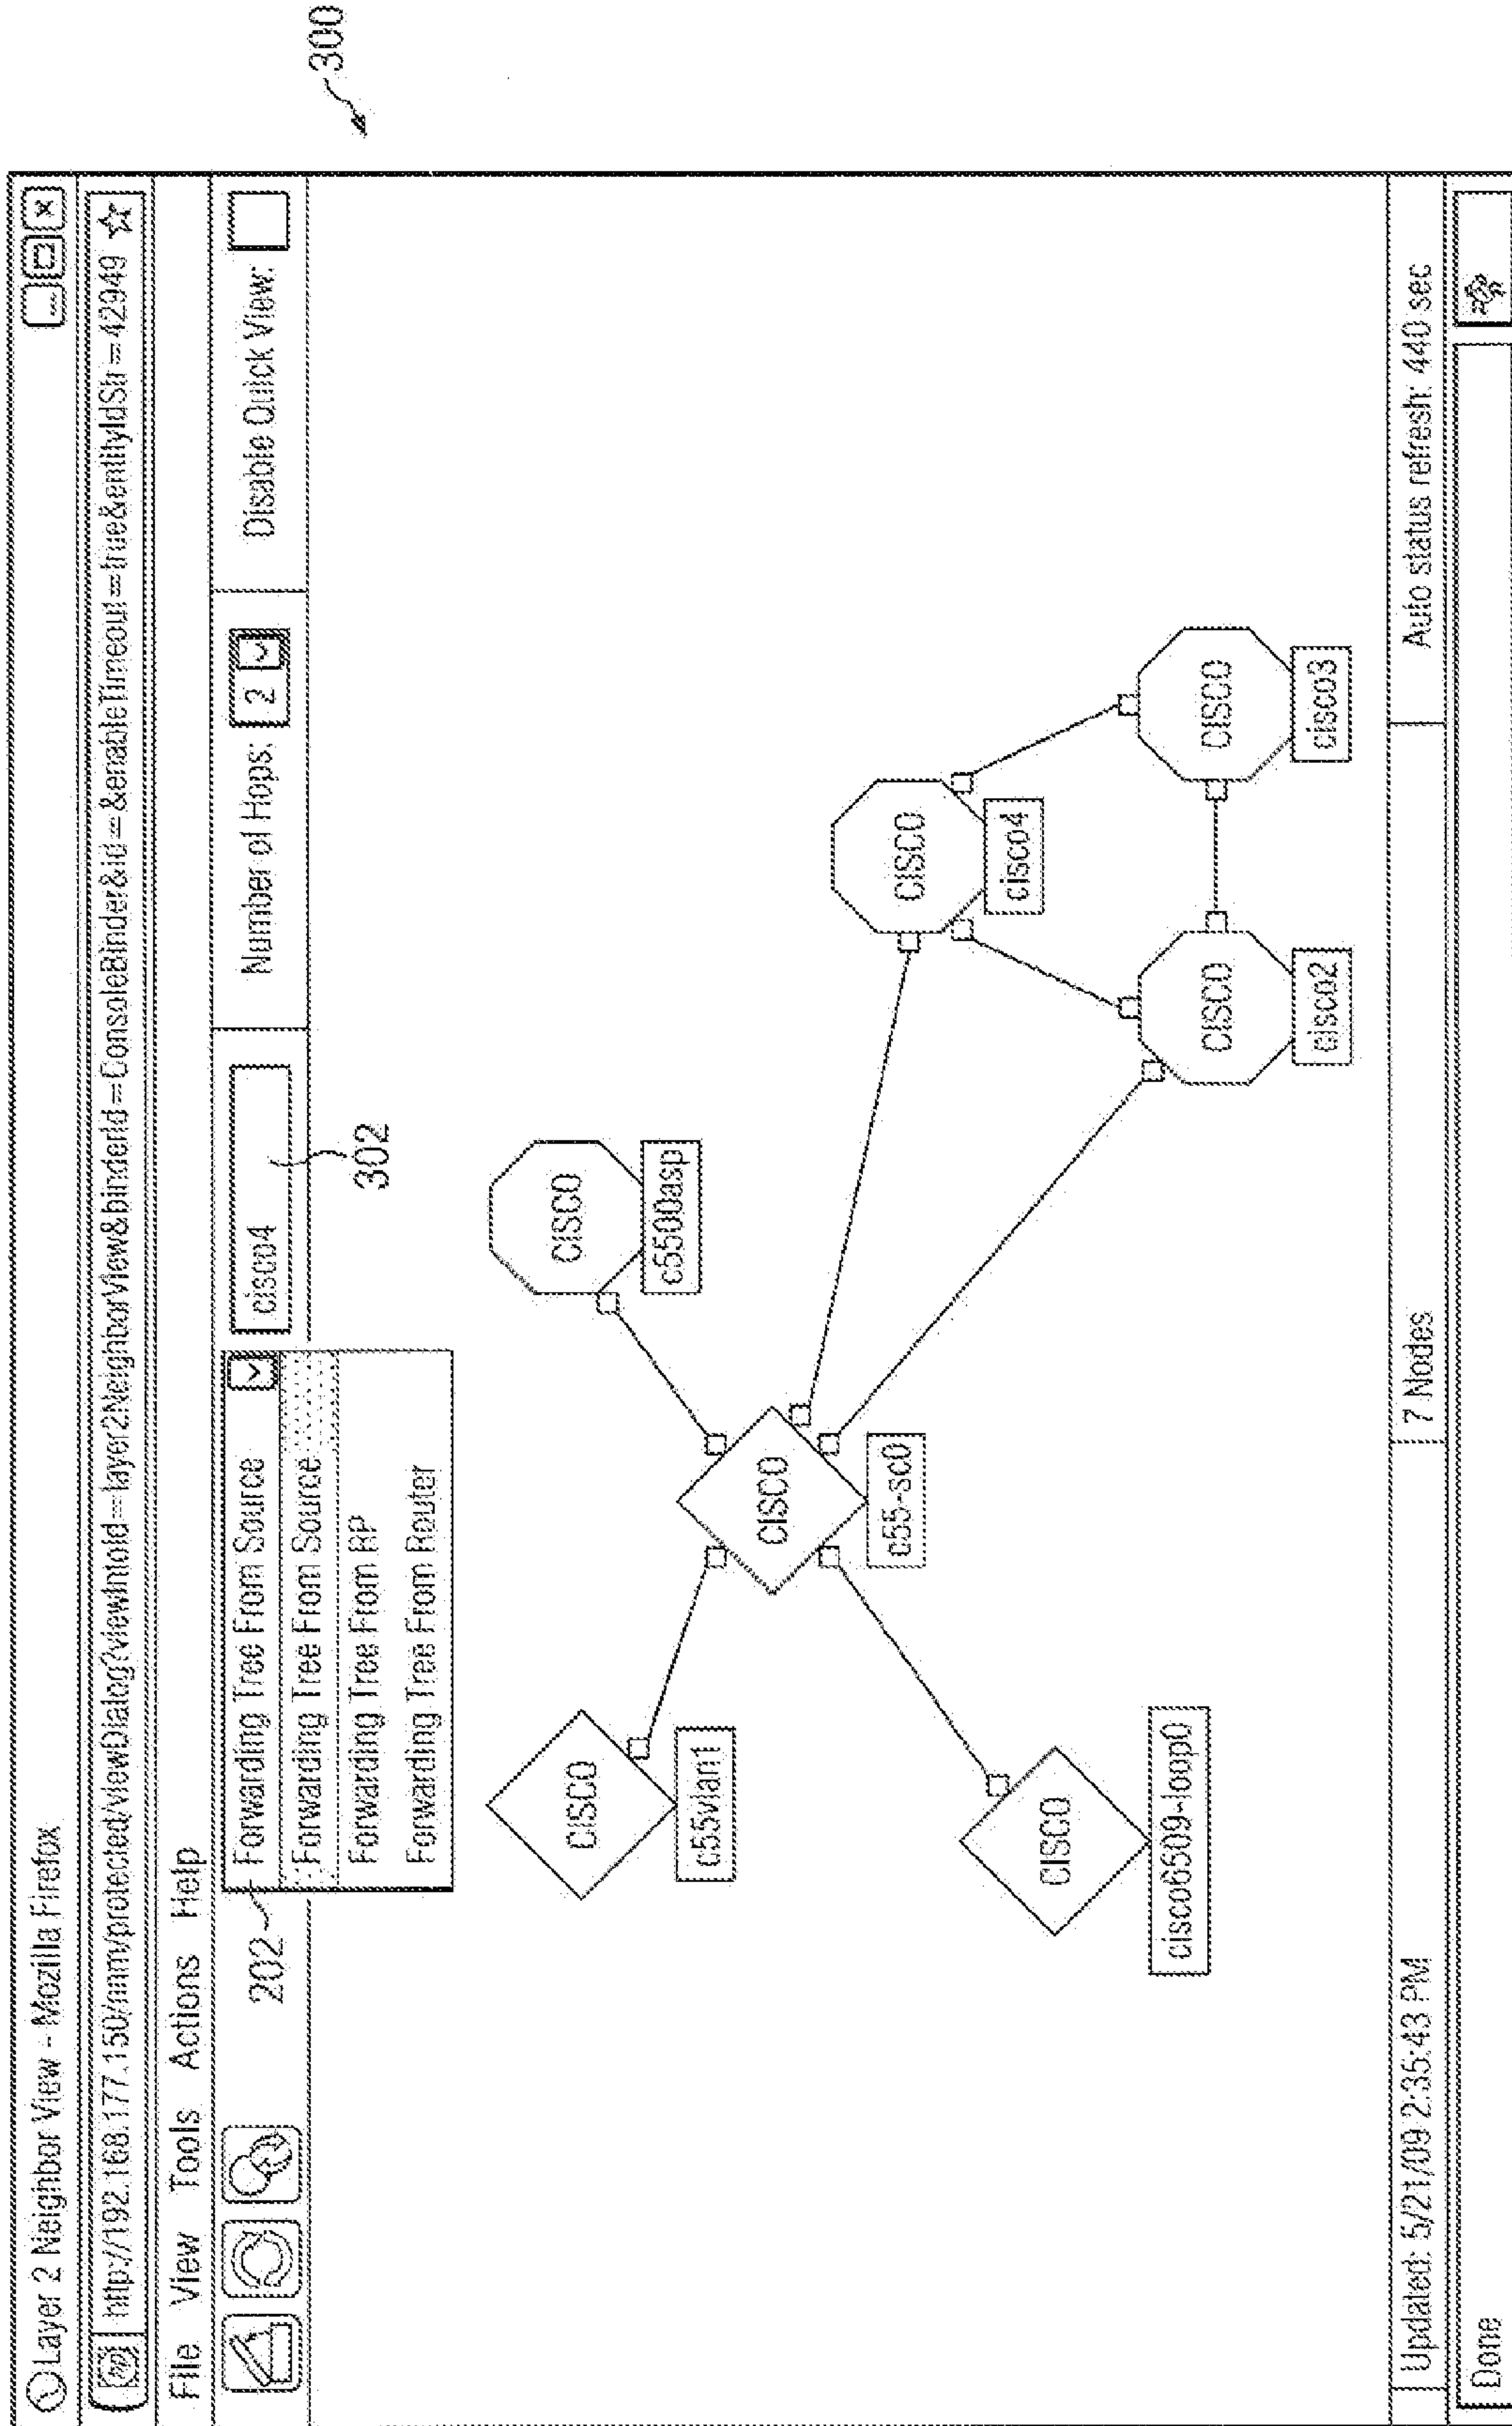 Layer 2 Neighbor View - Mozilla Firefox
http://192.168.177.150/nnm/protected/viewDialog?viewInfoId=layer2NeighborView&binderId=ConsoleBinder&id=&enableTimeout=true&entityIdStr=42949
File View Tools Actions Help
202
Forwarding Tree From Source
cisco4
Number of Hops: 2
Disable Quick View:
Forwarding Tree From Source
Forwarding Tree From RP
Forwarding Tree From Router
302
300
CISCO
c5500asp
CISCO
c55vlan1
CISCO
c55-sc0
CISCO
cisco4
CISCO
cisco6509-loop0
CISCO
cisco2
CISCO
cisco3
Updated: 5/21/09 2:35:43 PM
7 Nodes
Auto status refresh: 440 sec
Done